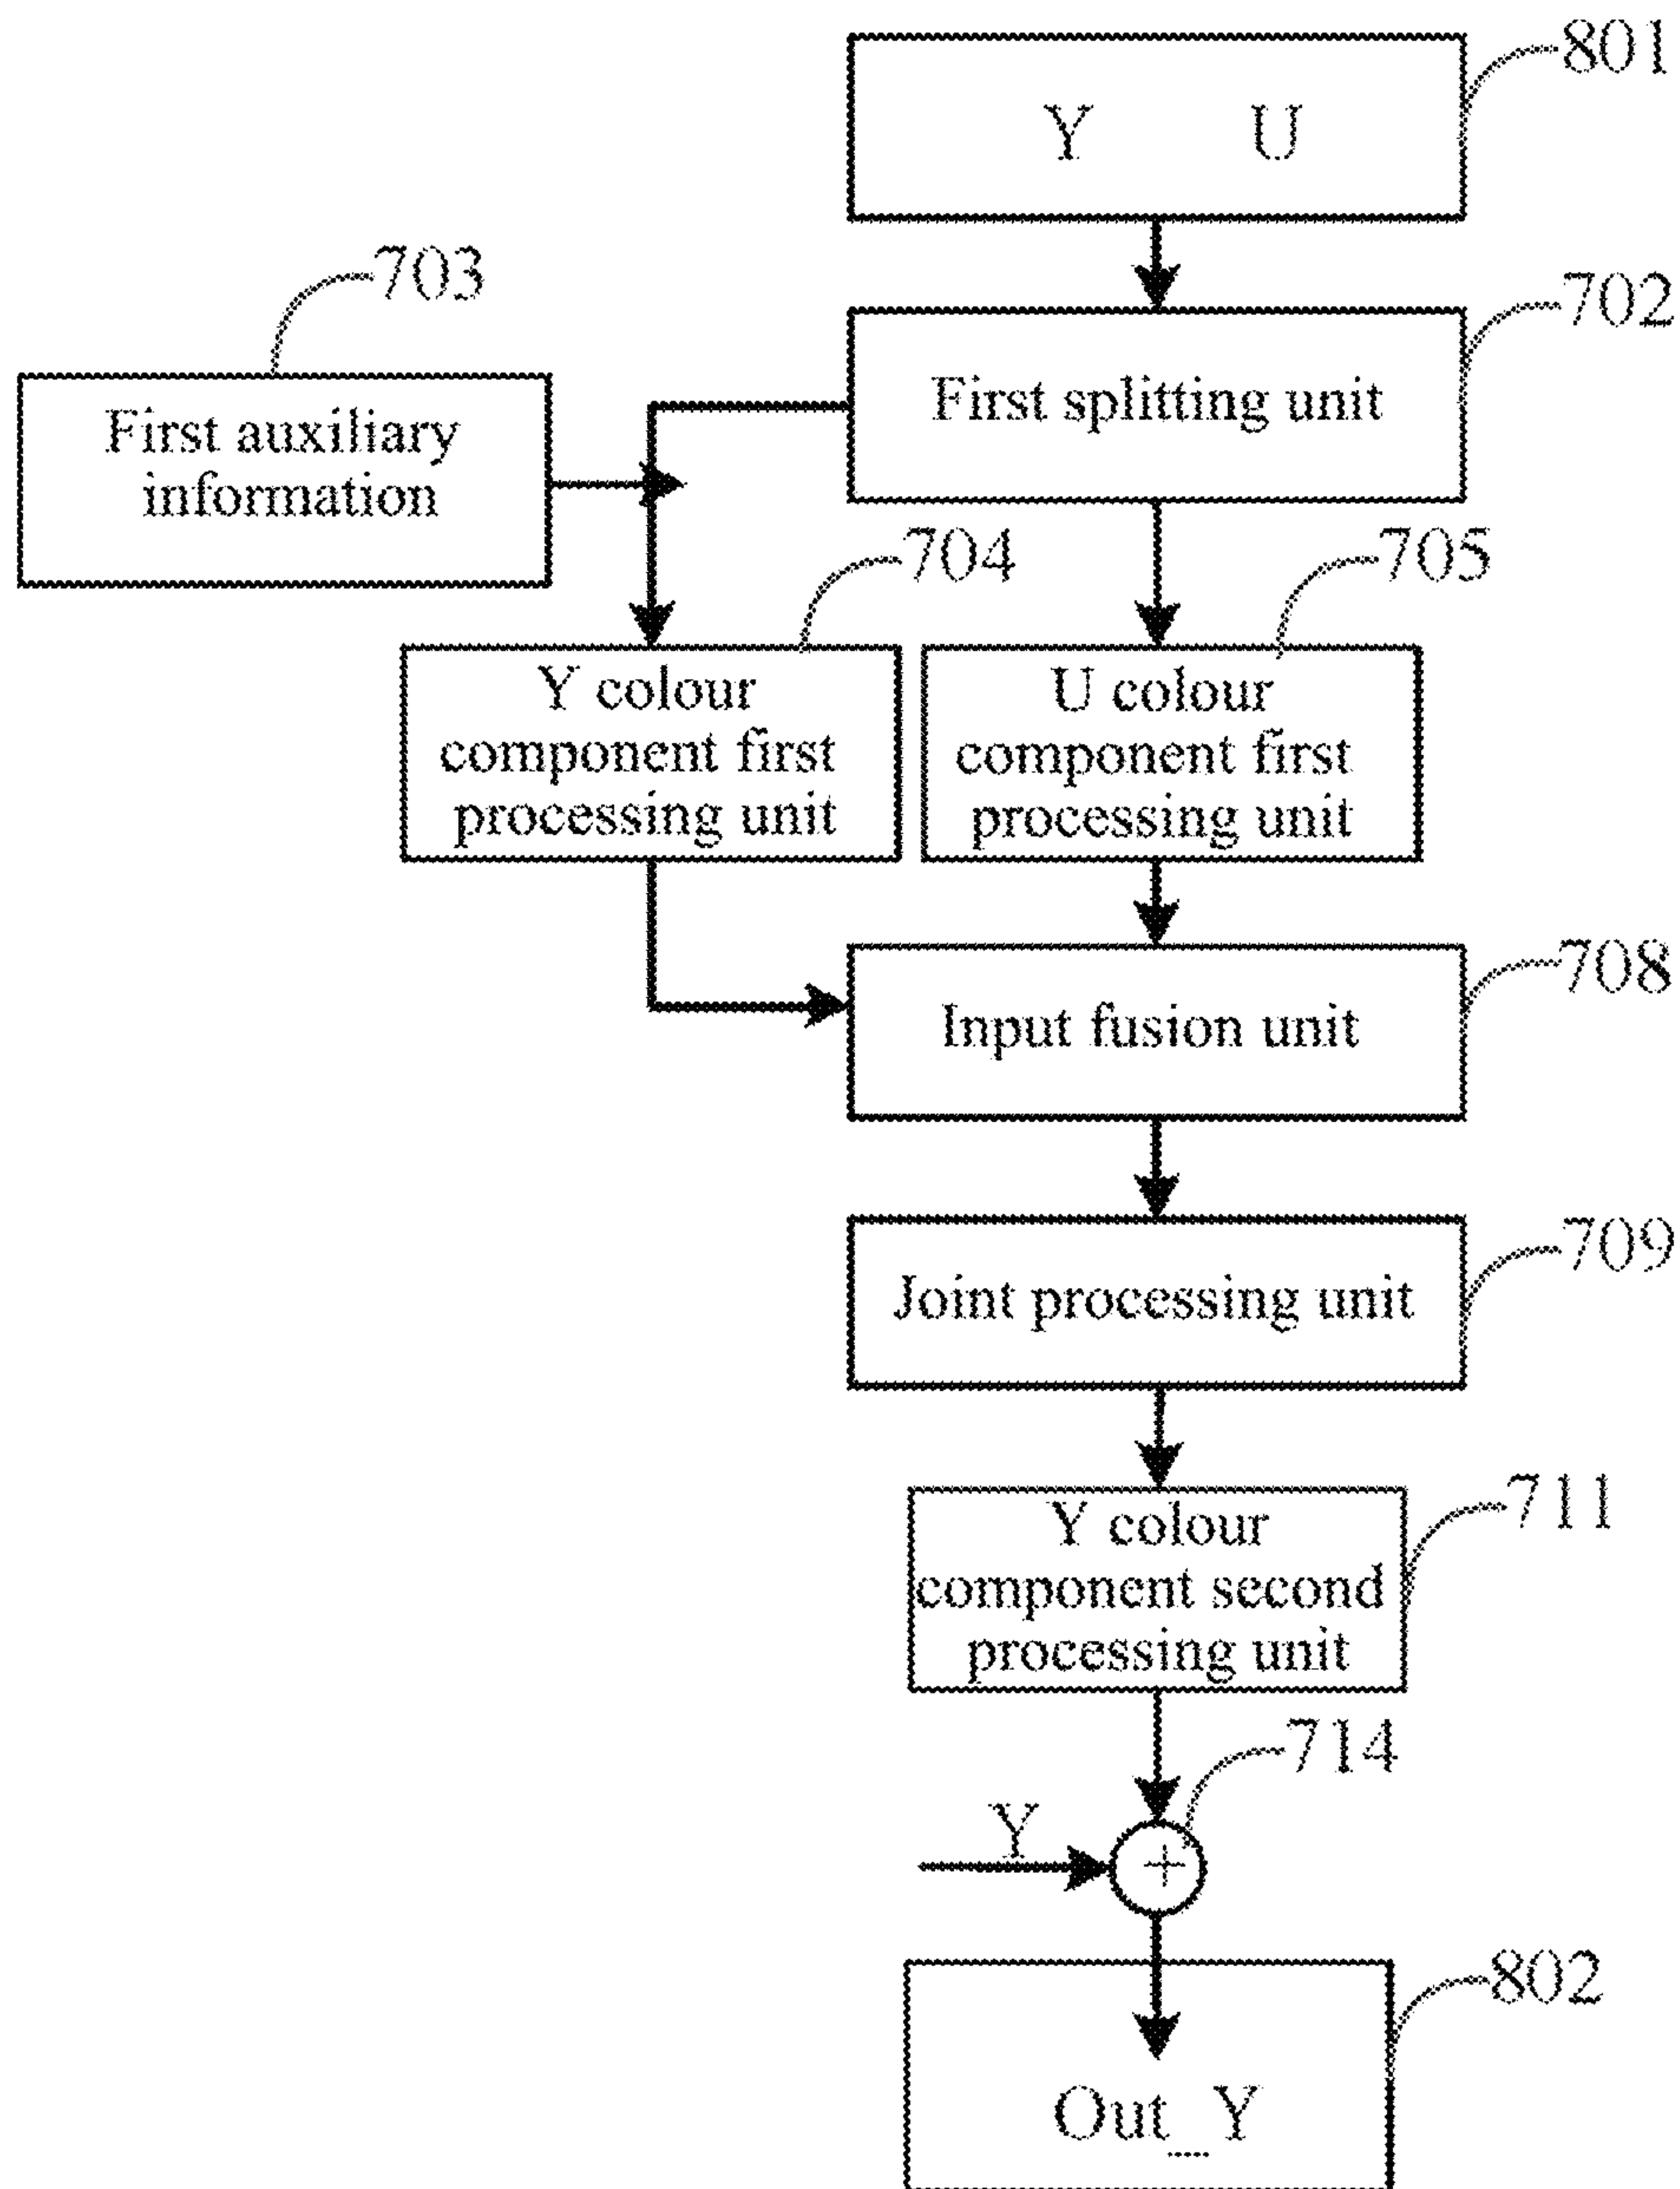 801
Y U
703
702
First auxiliary
information
First splitting unit
704
705
Y colour
component first
processing unit
U colour
component first
processing unit
708
Input fusion unit
709
Joint processing unit
711
Y colour
component second
processing unit
714
Y
+
802
Out_Y